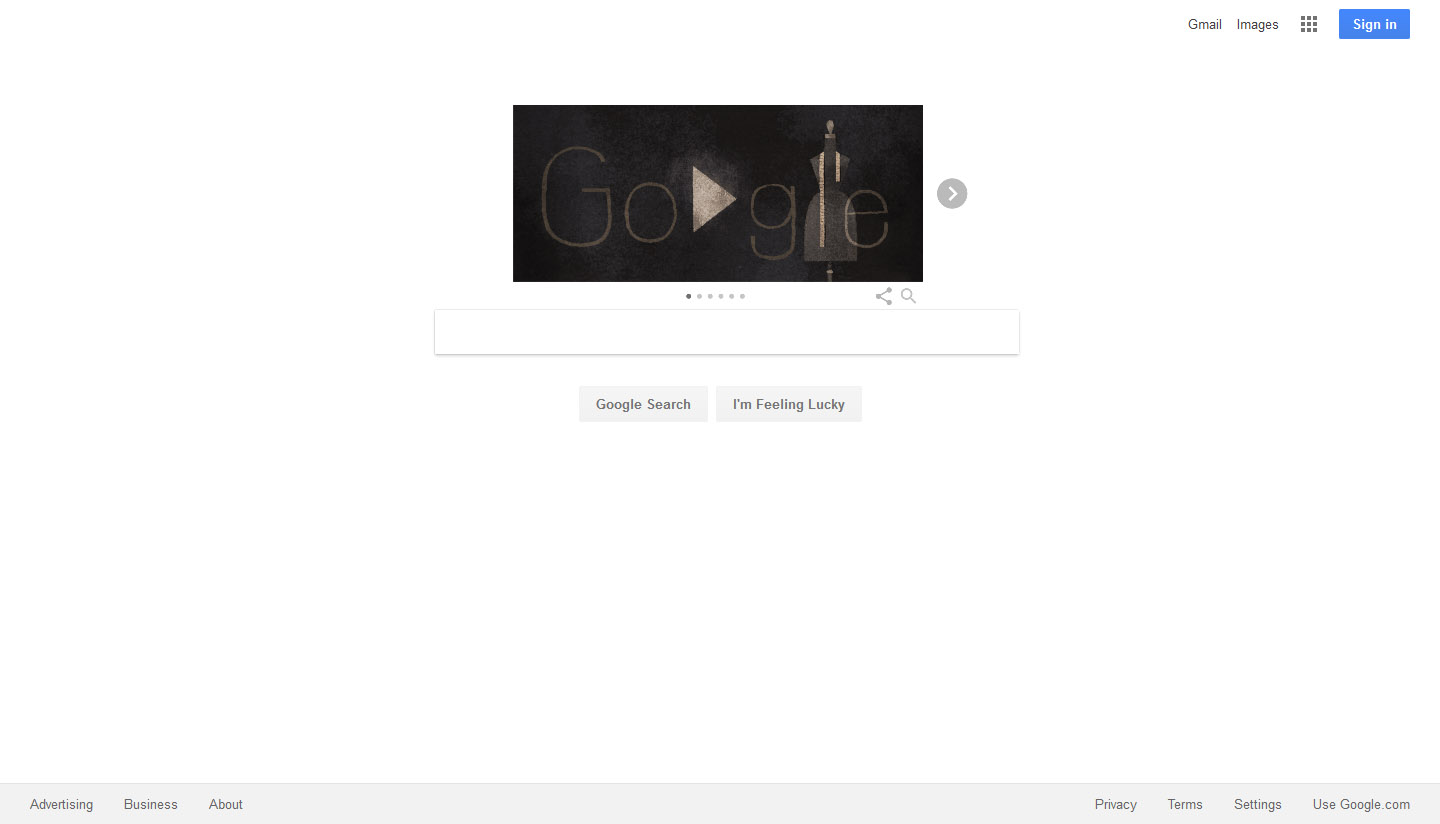 Gmail Images Sign in
Google
Google Search I'm Feeling Lucky
Advertising Business About Privacy Terms Settings Use Google.com